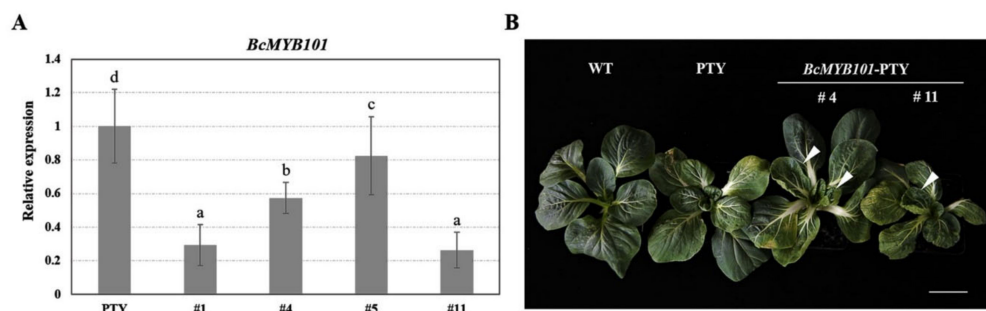 A
BcMYB101
Relative expression
1.4
1.2
1
0.8
0.6
0.4
0.2
0
d
a
b
c
a
PTY #1 #4 #5 #11
B
WT PTY BcMYB101-PTY
# 4 # 11